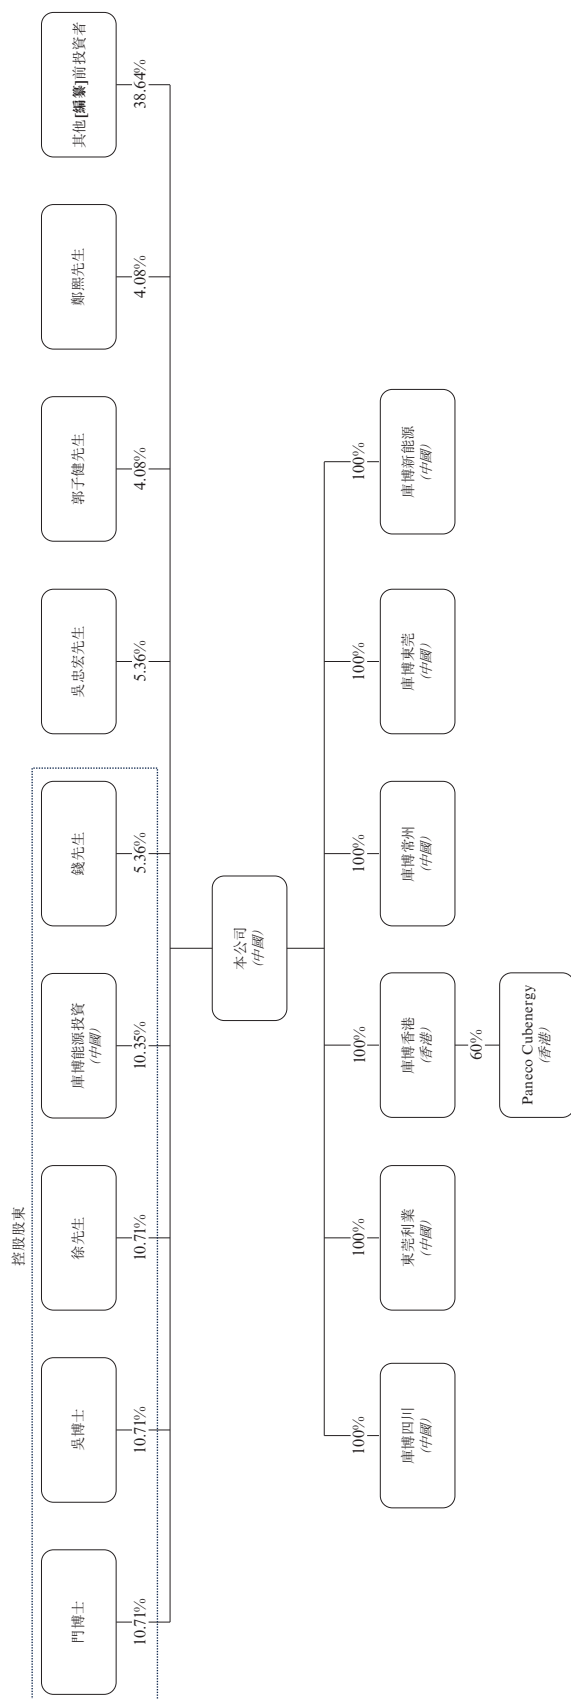 控股股東
門博士
吳博士
徐先生
庫博能源投資
(中國)
錢先生
吳忠宏先生
郭子健先生
鄭熙先生
其他[編纂]前投資者
10.71%
10.71%
10.71%
10.35%
5.36%
5.36%
4.08%
4.08%
38.64%
本公司
(中國)
100%
100%
100%
100%
100%
100%
庫博四川
(中國)
東莞利業
(中國)
庫博香港
(香港)
庫博常州
(中國)
庫博東莞
(中國)
庫博新能源
(中國)
60%
Paneco Cubenergy
(香港)